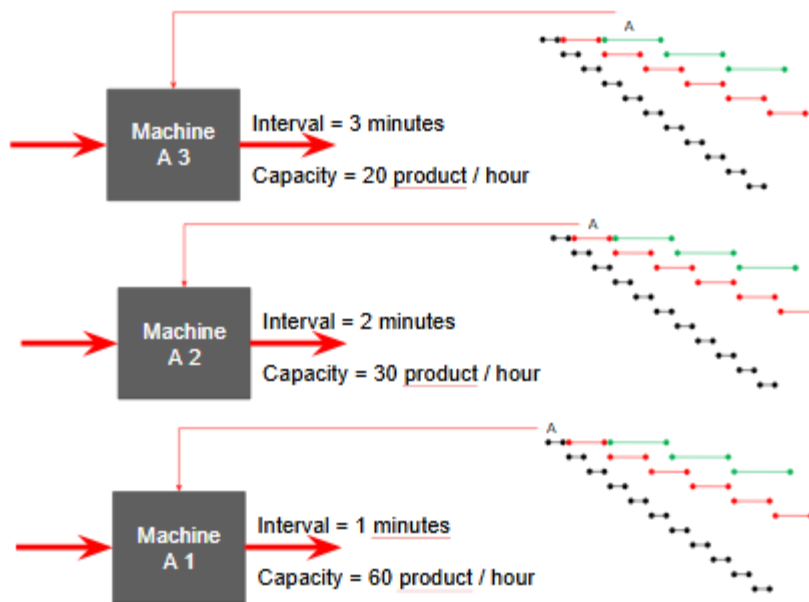 A
Machine
A 3
Interval = 3 minutes
Capacity = 20 product / hour
A
Machine
A 2
Interval = 2 minutes
Capacity = 30 product / hour
A
Machine
A 1
Interval = 1 minutes
Capacity = 60 product / hour